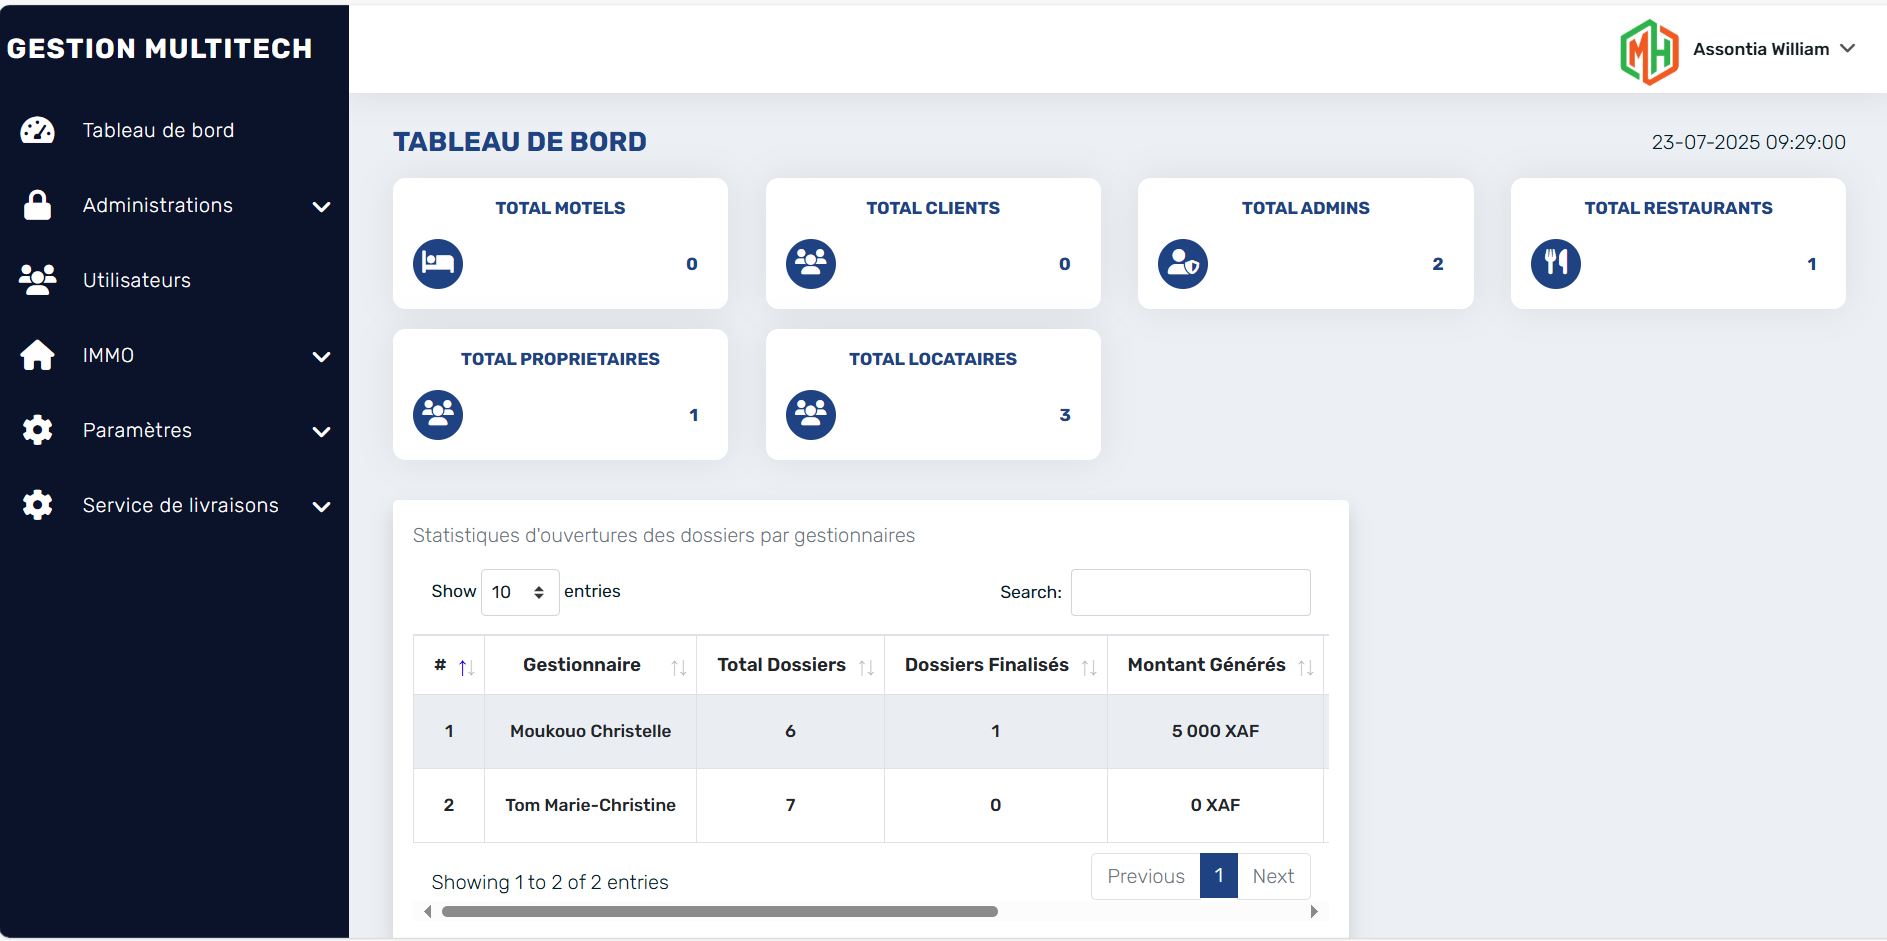 GESTION MULTITECH
Tableau de bord
Administrations
Utilisateurs
IMMO
Paramètres
Service de livraisons
MH
Assontia William
TABLEAU DE BORD
23-07-2025 09:29:00
TOTAL MOTELS
0
TOTAL CLIENTS
0
TOTAL ADMINS
2
TOTAL RESTAURANTS
1
TOTAL PROPRIETAIRES
1
TOTAL LOCATAIRES
3
Statistiques d'ouvertures des dossiers par gestionnaires
Show 10 entries
Search:
# Gestionnaire Total Dossiers Dossiers Finalisés Montant Générés
1 Moukouo Christelle 6 1 5 000 XAF
2 Tom Marie-Christine 7 0 0 XAF
Showing 1 to 2 of 2 entries
Previous 1 Next